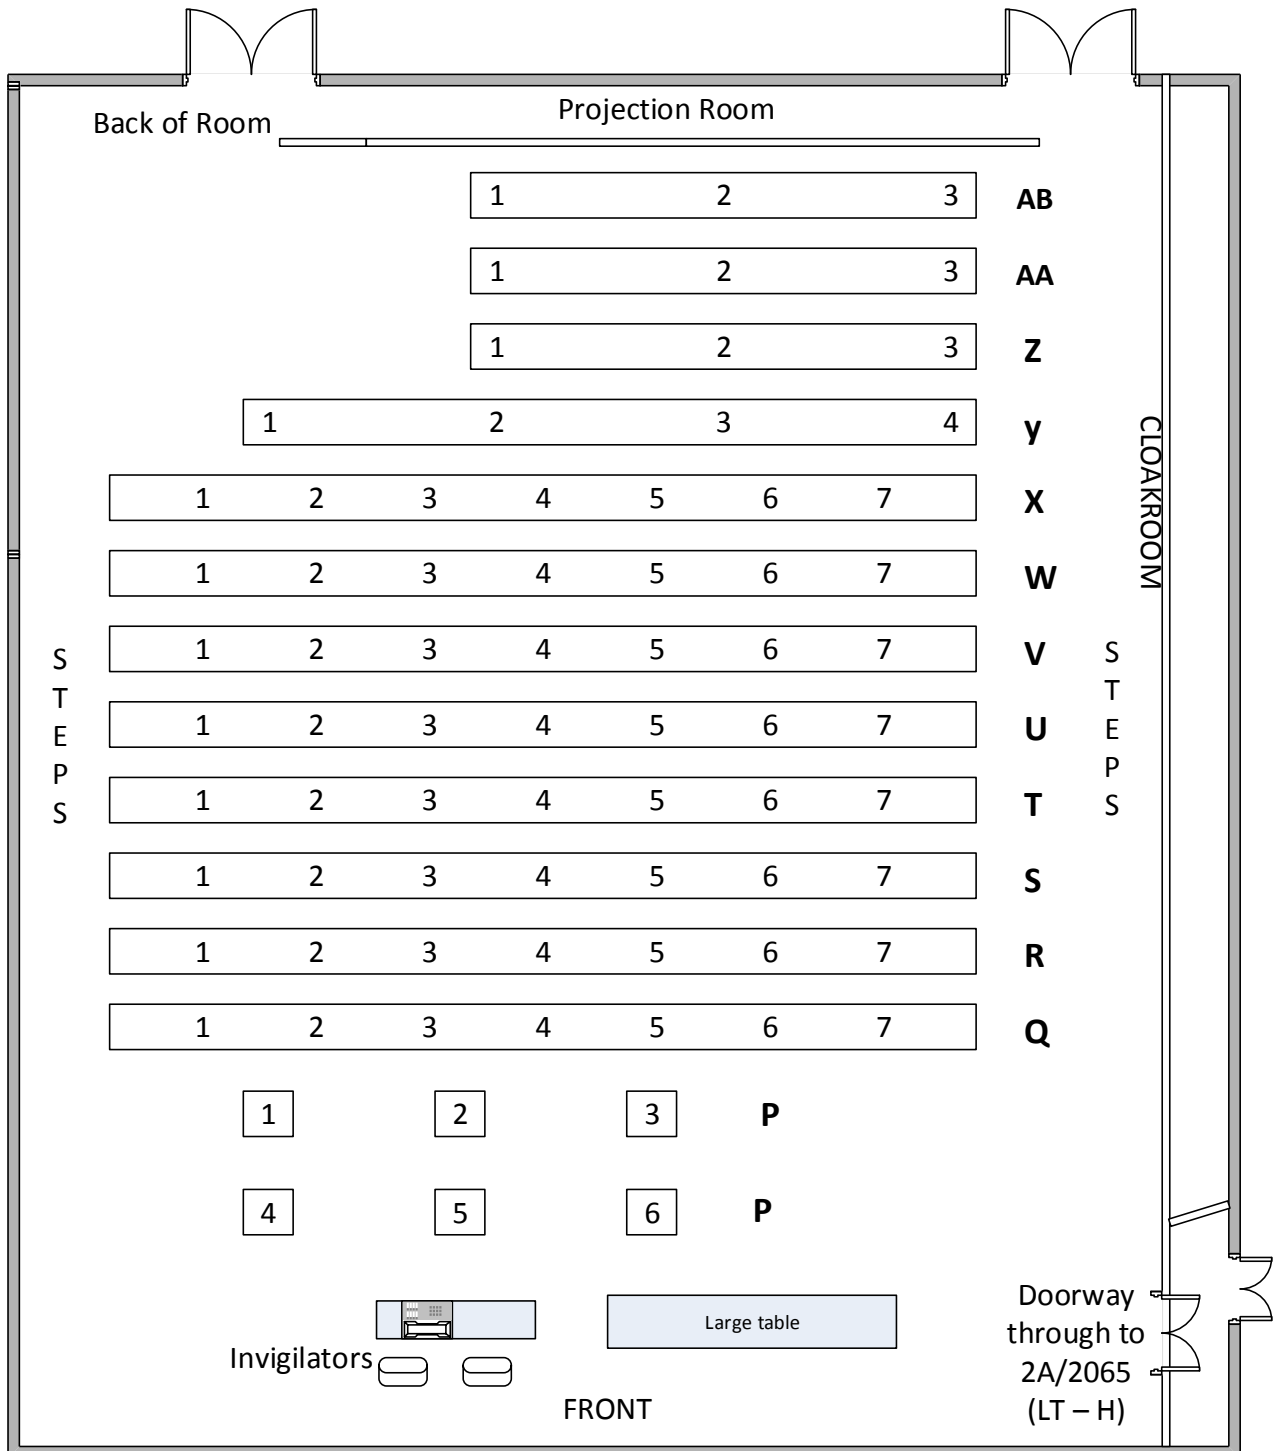 Back of Room
Projection Room
1 2 3 AB
1 2 3 AA
1 2 3 Z
1 2 3 4 y
1 2 3 4 5 6 7 X
1 2 3 4 5 6 7 W
1 2 3 4 5 6 7 V
1 2 3 4 5 6 7 U
1 2 3 4 5 6 7 T
1 2 3 4 5 6 7 S
1 2 3 4 5 6 7 R
1 2 3 4 5 6 7 Q
1 2 3 P
4 5 6 P
S
T
E
P
S
S
T
E
P
S
CLOAKROOM
Large table
Invigilators
FRONT
Doorway
through to
2A/2065
(LT – H)